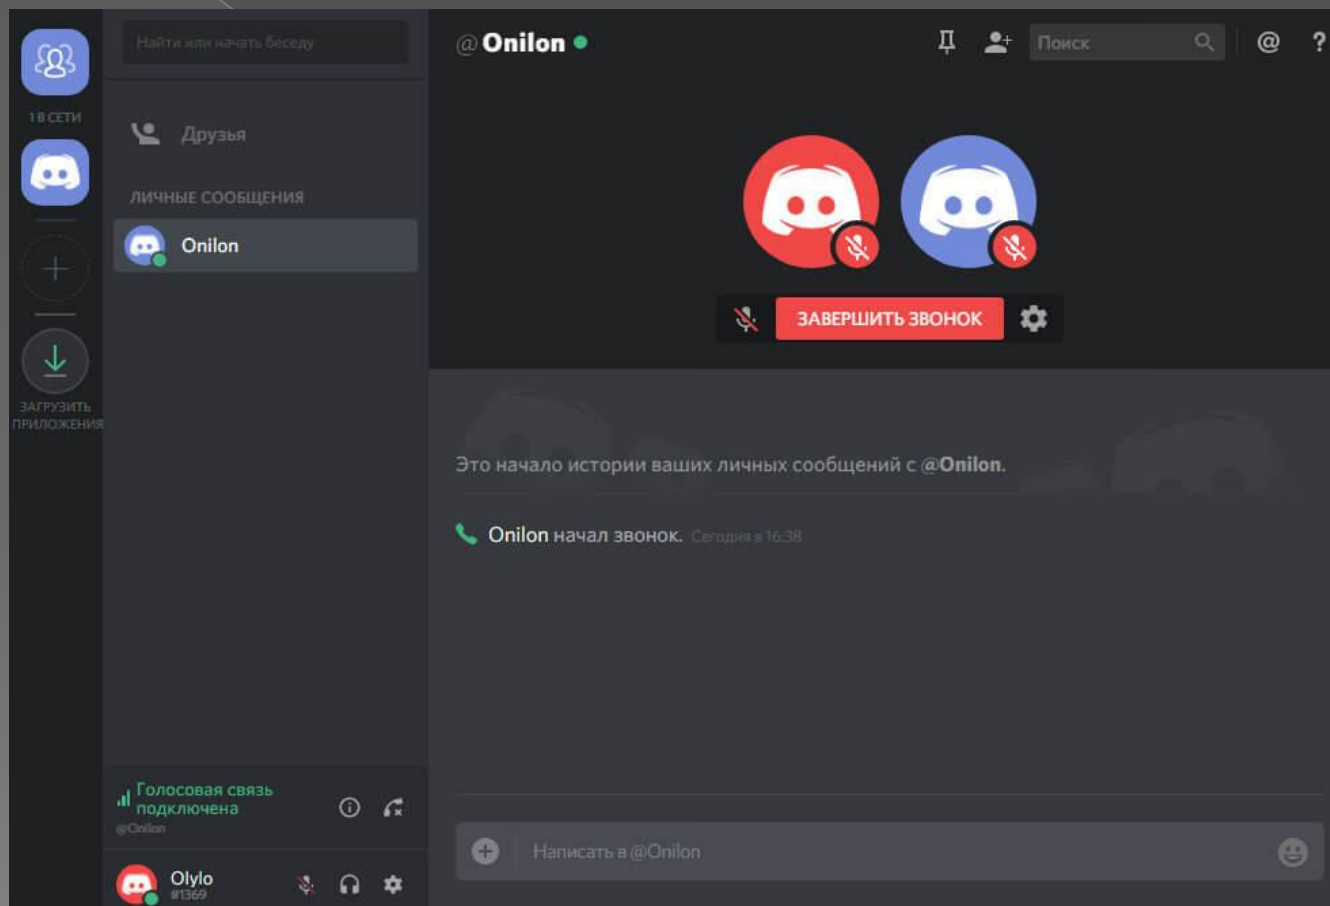 Найти или начать беседу
@Onilon
Поиск
@
?
1 В СЕТИ
Друзья
ЛИЧНЫЕ СООБЩЕНИЯ
Onilon
ЗАВЕРШИТЬ ЗВОНОК
ЗАГРУЗИТЬ
ПРИЛОЖЕНИЯ
Это начало истории ваших личных сообщений с @Onilon.
Onilon начал звонок. Сегодня в 16:38
Голосовая связь
подключена
@Onilon
Написать в @Onilon
Olylo
#1369